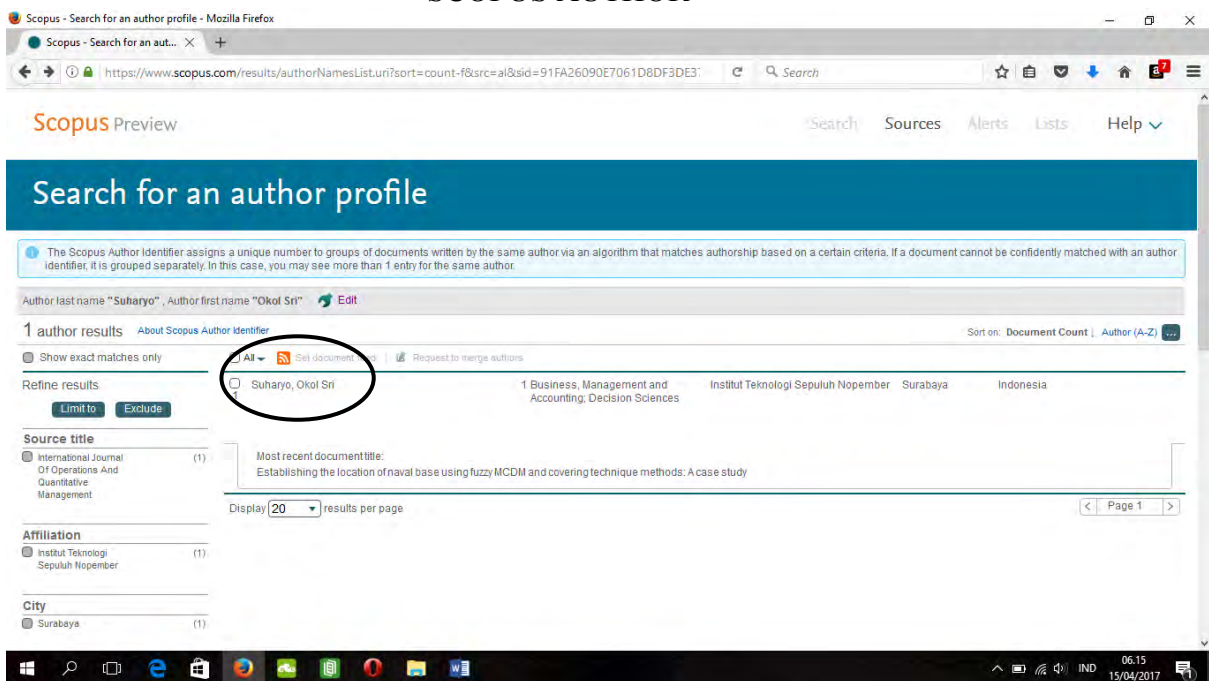 SCOPUS AUTHOR
Scopus - Search for an author profile - Mozilla Firefox
Scopus - Search for an aut...
https://www.scopus.com/results/authorNamesList.uri?sort=count-f&src=al&sid=91FA26090E7061D8DF3DE3
Search
7
Scopus Preview
Search Sources Alerts Lists Help
Search for an author profile
The Scopus Author Identifier assigns a unique number to groups of documents written by the same author via an algorithm that matches authorship based on a certain criteria. If a document cannot be confidently matched with an author
identifier, it is grouped separately. In this case, you may see more than 1 entry for the same author.
Author last name "Suharyo" , Author first name "Okol Sri" Edit
1 author results About Scopus Author Identifier Sort on: Document Count Author (A-Z) ...
Show exact matches only
All Set document feed | Request to merge authors
Refine results
Limit to Exclude
Suharyo, Okol Sri 1 Business, Management and Institut Teknologi Sepuluh Nopember Surabaya Indonesia
1 Accounting; Decision Sciences
Source title
International Journal (1)
Of Operations And
Quantitative
Management
Most recent document title:
Establishing the location of naval base using fuzzy MCDM and covering technique methods: A case study
Display 20 results per page
< Page 1 >
Affiliation
Institut Teknologi (1)
Sepuluh Nopember
City
Surabaya (1)
IND
06.15
15/04/2017